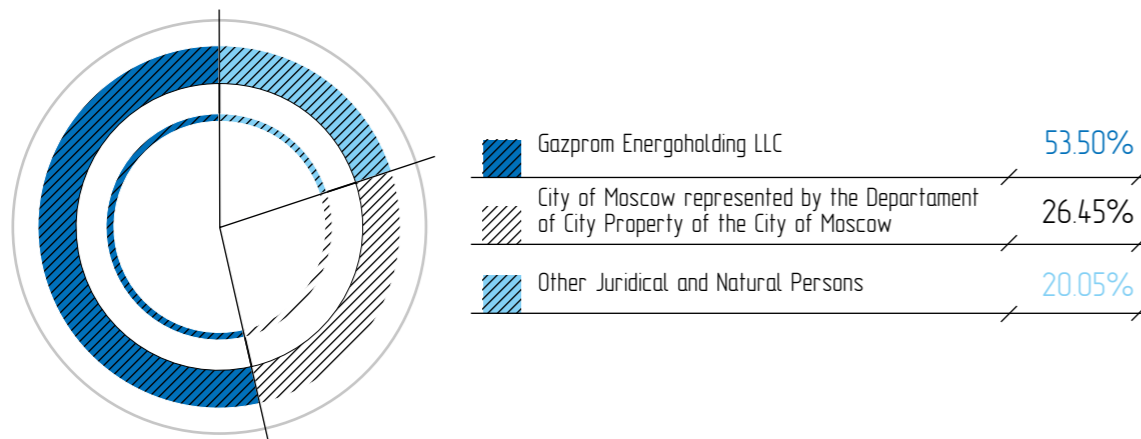 Gazprom Energoholding LLC 53.50%
City of Moscow represented by the Departament
of City Property of the City of Moscow 26.45%
Other Juridical and Natural Persons 20.05%